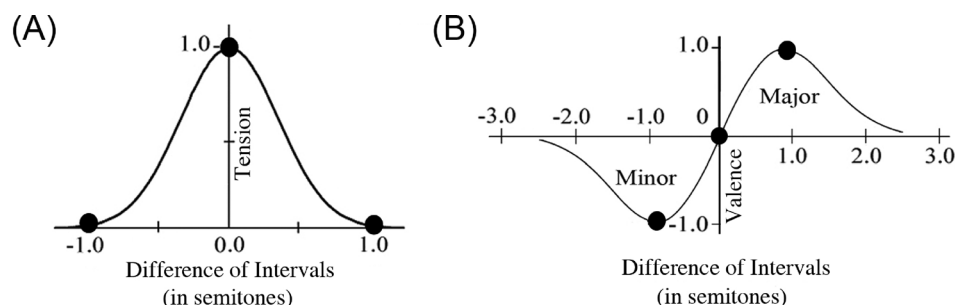 (A)
1.0
Tension
-1.0 0.0 1.0
Difference of Intervals
(in semitones)
(B)
1.0
Major
-3.0 -2.0 -1.0 0
1.0 2.0 3.0
Minor
Valence
-1.0
Difference of Intervals
(in semitones)